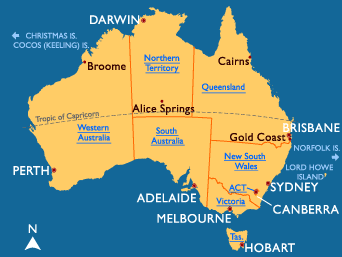 DARWIN
CHRISTMAS IS.
COCOS (KEELING) IS.
Broome
Northern
Territory
Cairns
Queensland
Alice Springs
Tropic of Capricorn
Western
Australia
South
Australia
Gold Coast
BRISBANE
NORFOLK IS.
New South
Wales
LORD HOWE
ISLAND
PERTH
ADELAIDE
ACT
SYDNEY
Victoria
CANBERRA
MELBOURNE
Tas.
HOBART
N